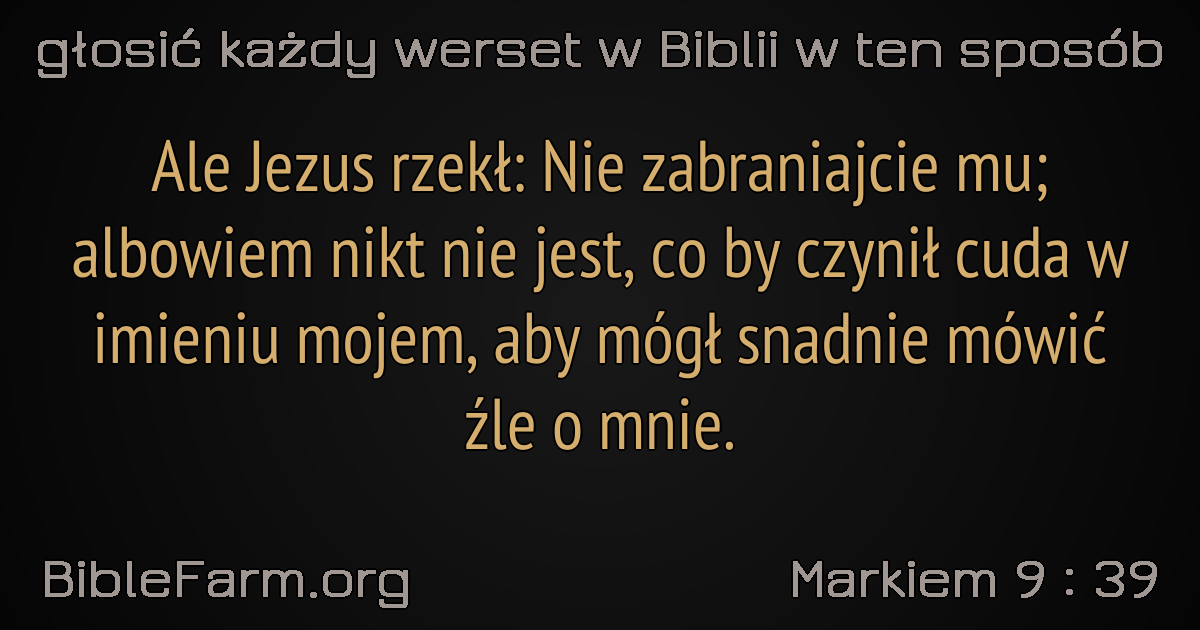 głosić każdy werset w Biblii w ten sposób
Ale Jezus rzekł: Nie zabraniajcie mu;
albowiem nikt nie jest, co by czynił cuda w
imieniu mojem, aby mógł snadnie mówić
źle o mnie.
BibleFarm.org
Markiem 9 : 39